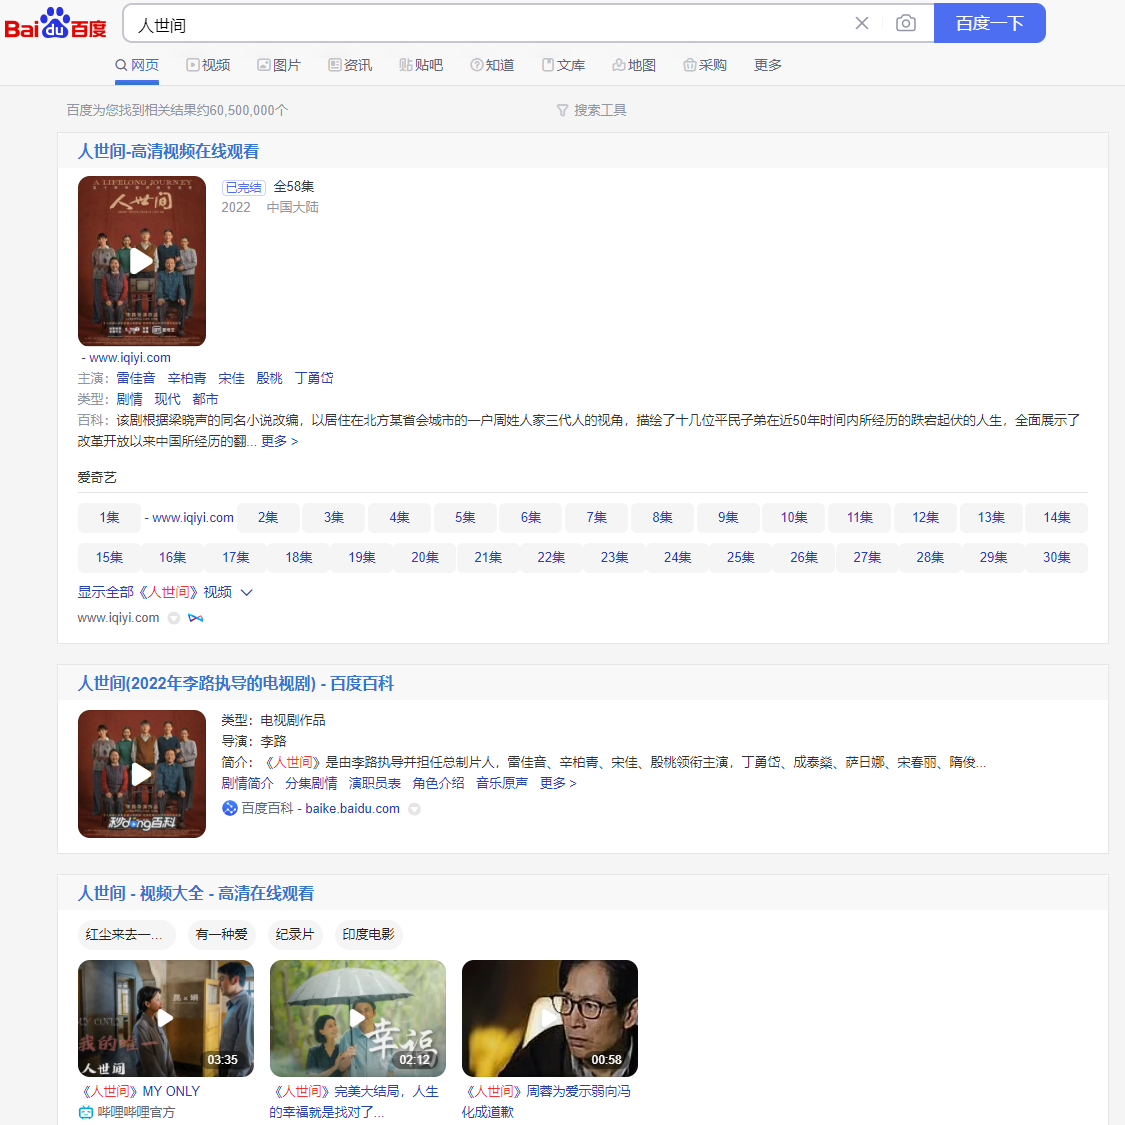 Bai du 百度
人世间
百度一下
网页 视频 图片 资讯 贴吧 知道 文库 地图 采购 更多
百度为您找到相关结果约60,500,000个
搜索工具
人世间-高清视频在线观看
A LIFELONG JOURNEY
人世间
已完结 全58集
2022 中国大陆
- www.iqiyi.com
主演: 雷佳音 辛柏青 宋佳 殷桃 丁勇岱
类型: 剧情 现代 都市
百科: 该剧根据梁晓声的同名小说改编，以居住在北方某省会城市的一户周姓人家三代人的视角，描绘了十几位平民子弟在近50年时间内所经历的跌宕起伏的人生，全面展示了
改革开放以来中国所经历的翻... 更多 >
爱奇艺
1集 - www.iqiyi.com 2集 3集 4集 5集 6集 7集 8集 9集 10集 11集 12集 13集 14集
15集 16集 17集 18集 19集 20集 21集 22集 23集 24集 25集 26集 27集 28集 29集 30集
显示全部《人世间》视频
www.iqiyi.com
人世间(2022年李路执导的电视剧) - 百度百科
秒dong百科
类型: 电视剧作品
导演: 李路
简介: 《人世间》是由李路执导并担任总制片人，雷佳音、辛柏青、宋佳、殷桃领衔主演，丁勇岱、成泰燊、萨日娜、宋春丽、隋俊...
剧情简介 分集剧情 演职员表 角色介绍 音乐原声 更多 >
百度百科 - baike.baidu.com
人世间 - 视频大全 - 高清在线观看
红尘来去一... 有一种爱 纪录片 印度电影
我的唯一
人世间
03:35
幸福
02:12
00:58
《人世间》MY ONLY
哔哩哔哩官方
《人世间》完美大结局，人生
的幸福就是找对了...
《人世间》周蓉为爱示弱向冯
化成道歉